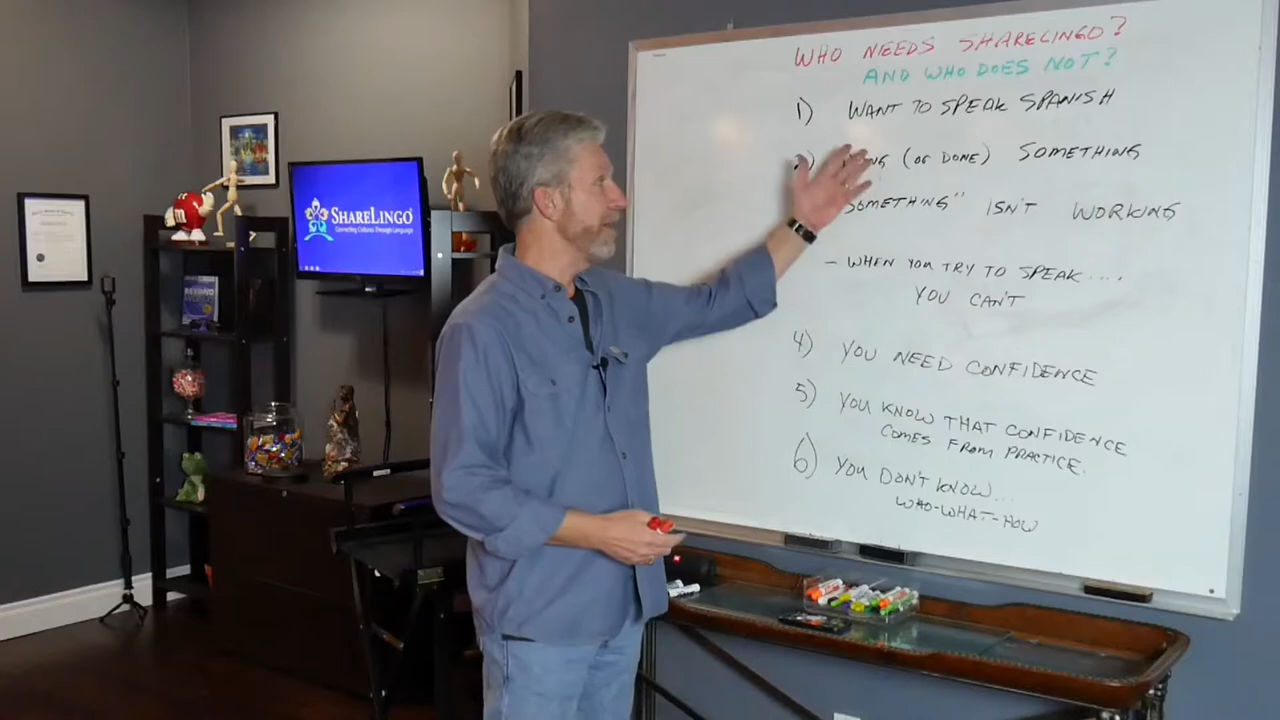 WHO NEEDS SHARELINGO?
AND WHO DOES NOT?
1) WANT TO SPEAK SPANISH
(OR DONE) SOMETHING
SOMETHING" ISN'T WORKING
- WHEN YOU TRY TO SPEAK....
YOU CAN'T
4) YOU NEED CONFIDENCE
5) YOU KNOW THAT CONFIDENCE
COMES FROM PRACTICE.
6) YOU DON'T KNOW...
WHO-WHAT-HOW
SHARELINGO
Connecting Cultures Through Language
BEYOND